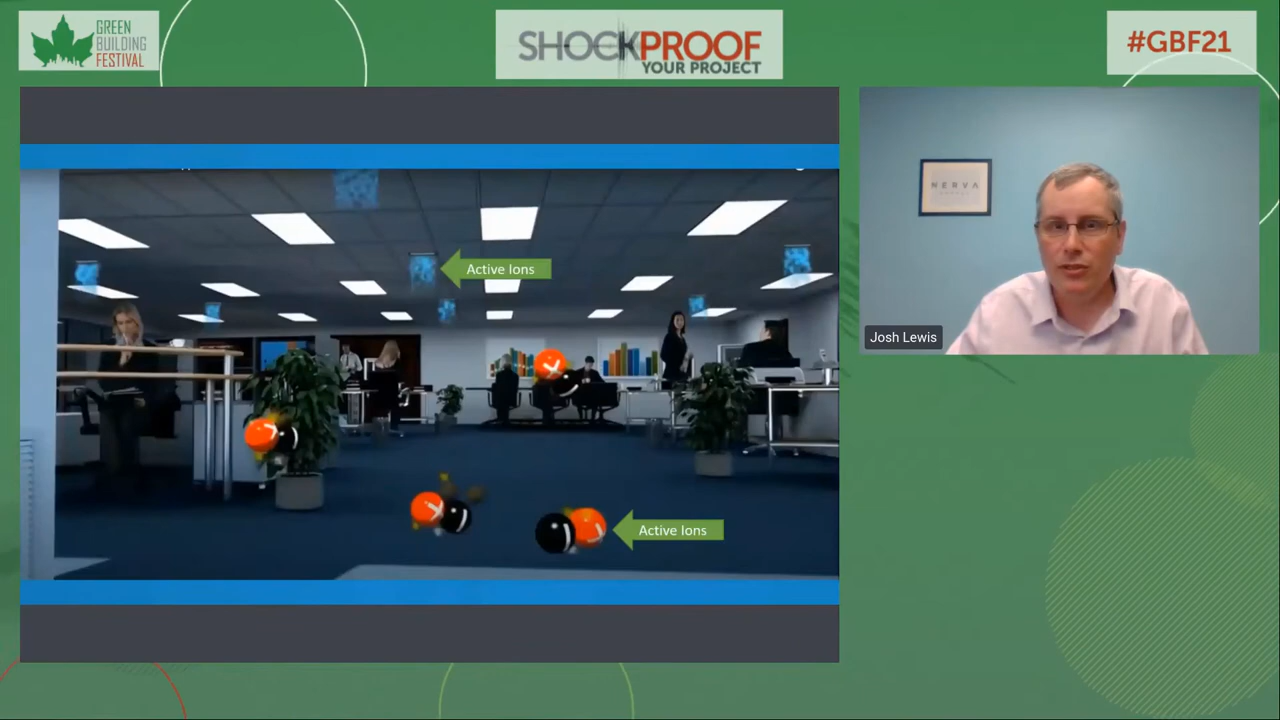 GREEN
BUILDING
FESTIVAL
SHOCKPROOF
YOUR PROJECT
#GBF21
NERVA
Active Ions
Josh Lewis
Active Ions